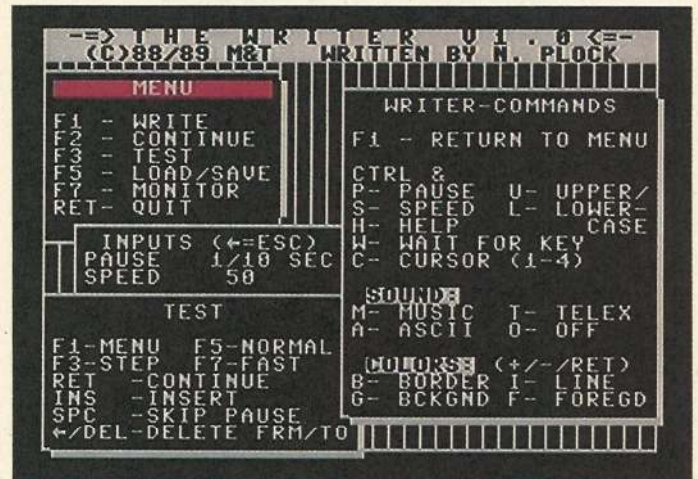 -=> T H E W R I T E R V 1 . 0 <=-
(C)88/89 M&T WRITTEN BY N. PLOCK
MENU
F1 - WRITE
F2 - CONTINUE
F3 - TEST
F5 - LOAD/SAVE
F7 - MONITOR
RET- QUIT
INPUTS (←=ESC)
PAUSE 1/10 SEC
SPEED 50
TEST
F1-MENU F5-NORMAL
F3-STEP F7-FAST
RET -CONTINUE
INS -INSERT
SPC -SKIP PAUSE
←/DEL-DELETE FRM/TO
WRITER-COMMANDS
F1 - RETURN TO MENU
CTRL &
P- PAUSE U- UPPER/
S- SPEED L- LOWER-
H- HELP CASE
W- WAIT FOR KEY
C- CURSOR (1-4)
SOUND:
M- MUSIC T- TELEX
A- ASCII O- OFF
COLORS: (+/-/RET)
B- BORDER I- LINE
G- BCKGND F- FOREGD